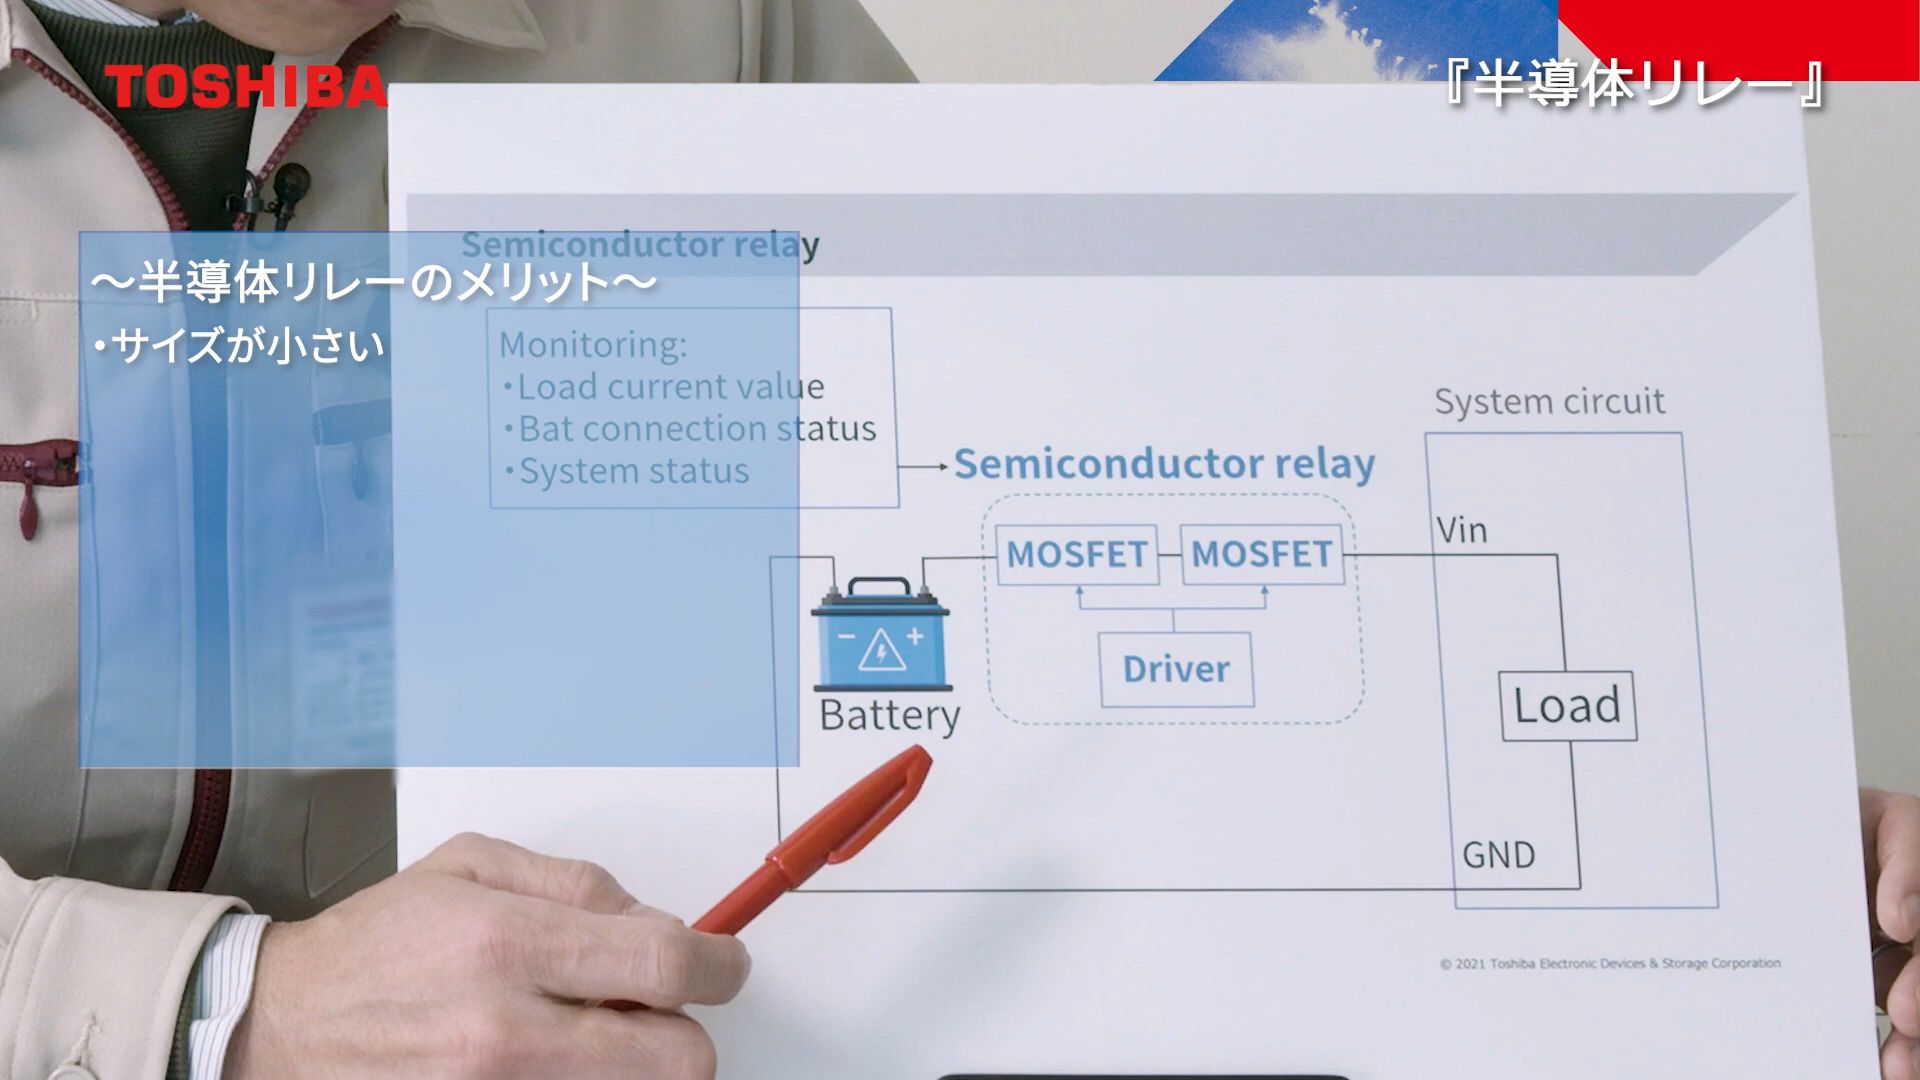 TOSHIBA
『半導体リレー』
Semiconductor relay
～半導体リレーのメリット～
・サイズが小さい
Monitoring:
・Load current value
・Bat connection status
・System status
System circuit
Semiconductor relay
Vin
MOSFET
MOSFET
- +
Driver
Load
Battery
GND
© 2021 Toshiba Electronic Devices & Storage Corporation